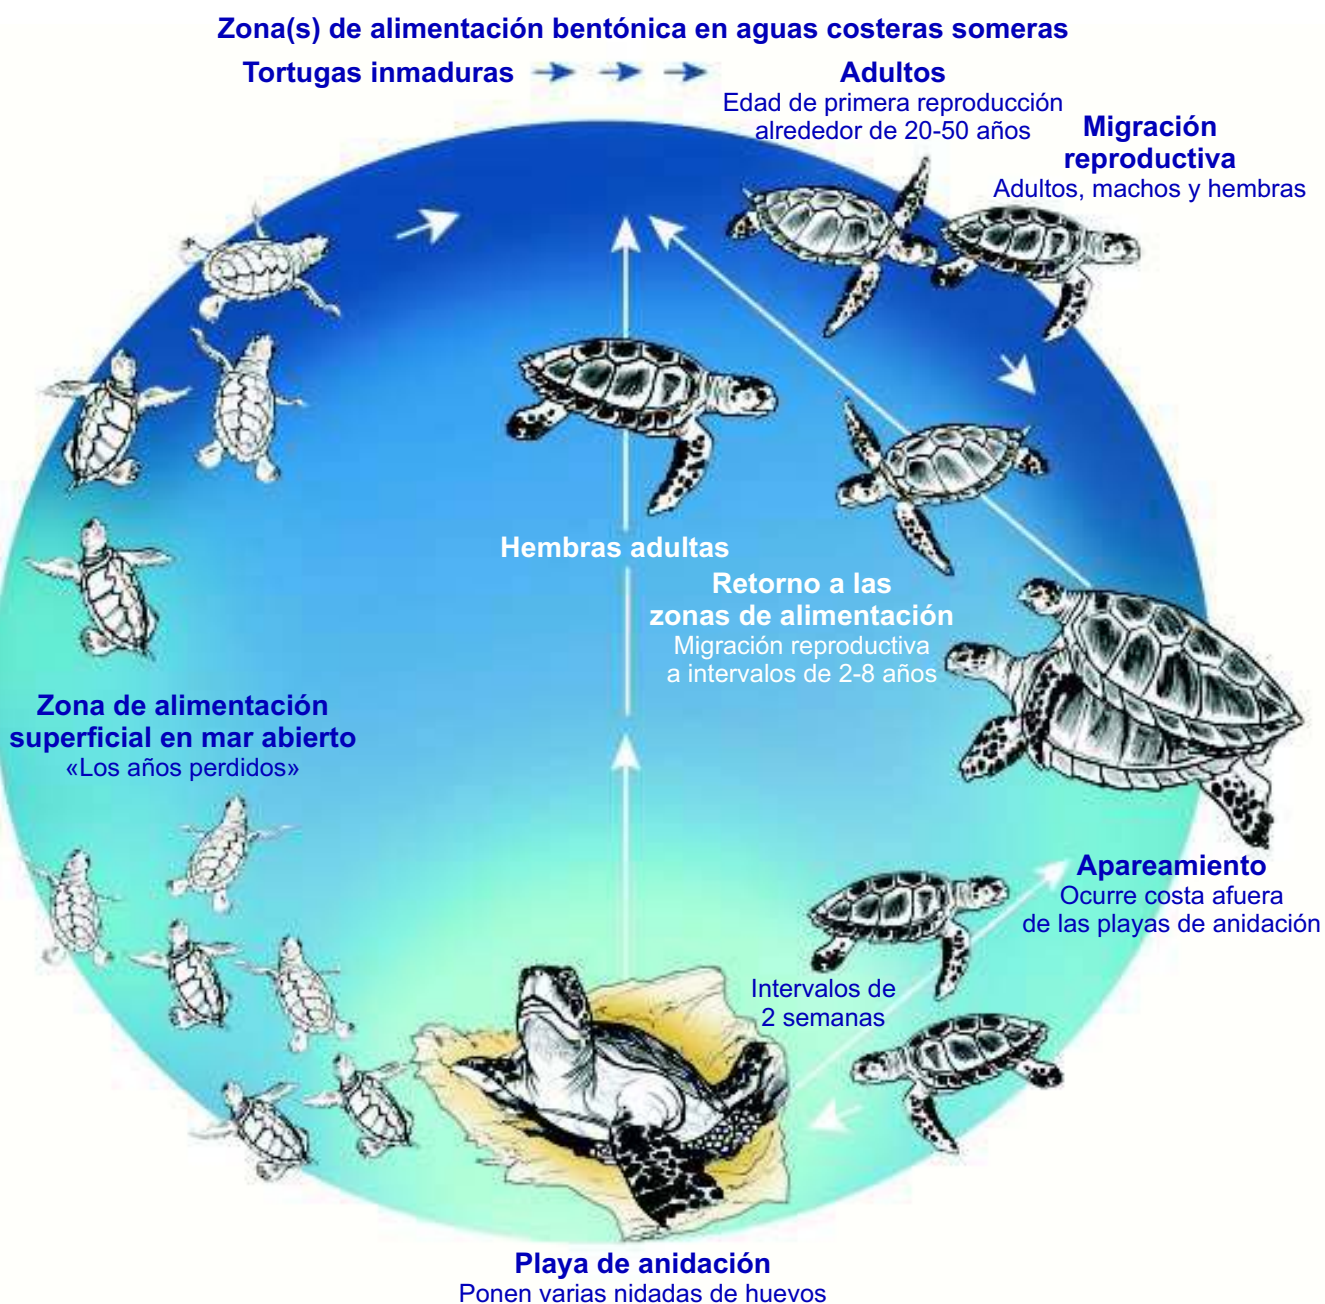 Zona(s) de alimentación bentónica en aguas costeras someras
Tortugas inmaduras
Adultos
Edad de primera reproducción
alrededor de 20-50 años
Migración
reproductiva
Adultos, machos y hembras
Hembras adultas
Retorno a las
zonas de alimentación
Migración reproductiva
a intervalos de 2-8 años
Zona de alimentación
superficial en mar abierto
«Los años perdidos»
Apareamiento
Ocurre costa afuera
de las playas de anidación
Intervalos de
2 semanas
Playa de anidación
Ponen varias nidadas de huevos